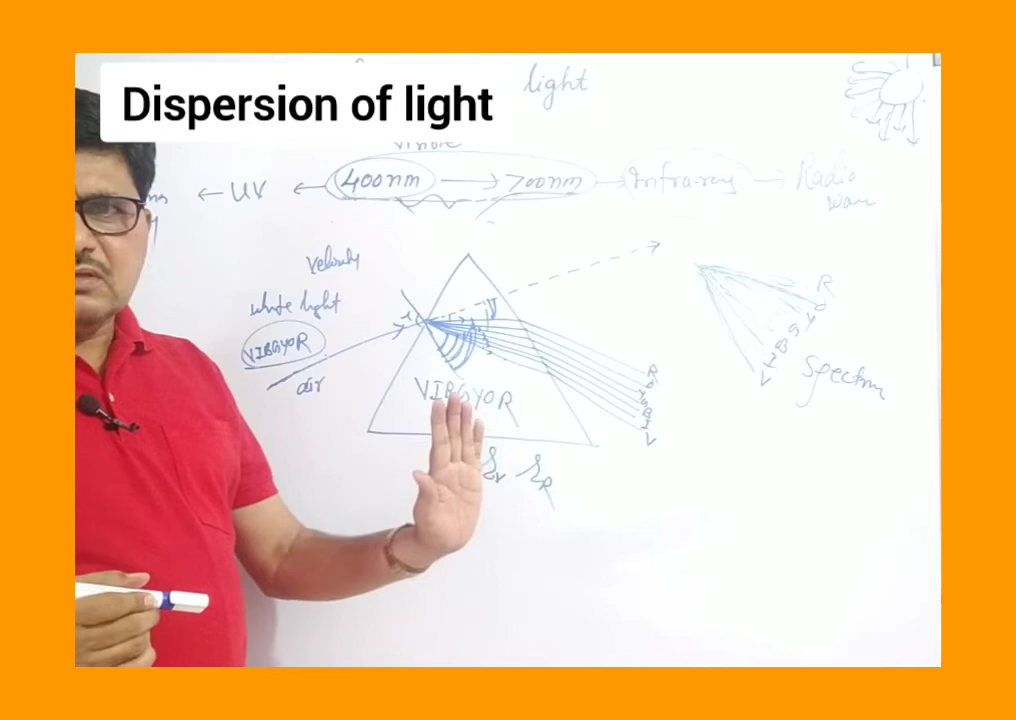 Dispersion of light
light
← UV ← 400nm → 700nm → Infra-ray → Radio
wave
velocity
white light
VIBGYOR
air
i
r
VIBGYOR
R
O
Y
G
B
I
V
R
O
Y
G
B
I
V
Spectrum